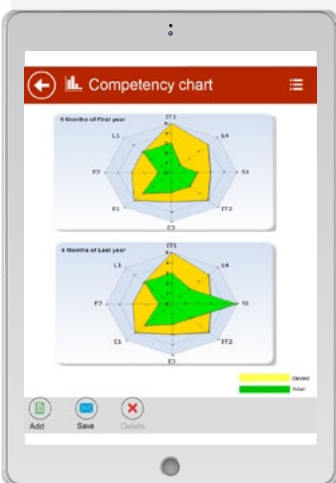 Competency chart
6 Months of First year
IT1
L4
S1
IT2
E3
E1
F2
L1
6 Months of Last year
IT1
L4
S1
IT2
E3
E1
F2
L1
Actual
Add
Save
Delete